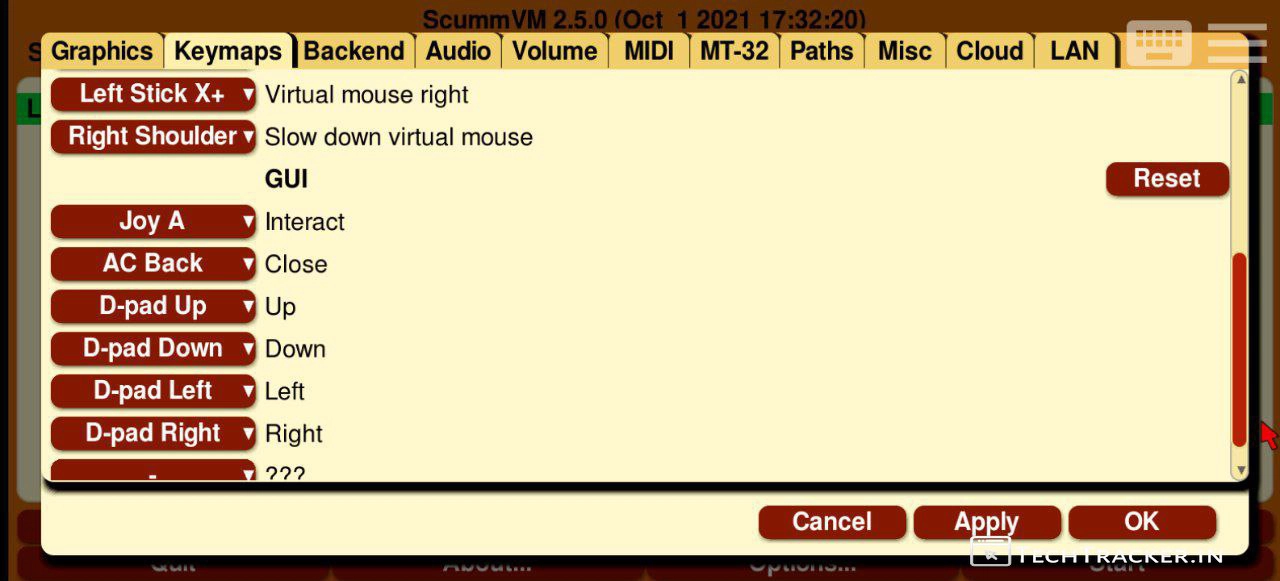 ScummVM 2.5.0 (Oct 1 2021 17:32:20)
Graphics Keymaps Backend Audio Volume MIDI MT-32 Paths Misc Cloud LAN
Left Stick X+ Virtual mouse right
Right Shoulder Slow down virtual mouse
GUI Reset
Joy A Interact
AC Back Close
D-pad Up Up
D-pad Down Down
D-pad Left Left
D-pad Right Right
- ???
Cancel Apply OK
TECHTRACKER.IN
Quit About... Options... Start